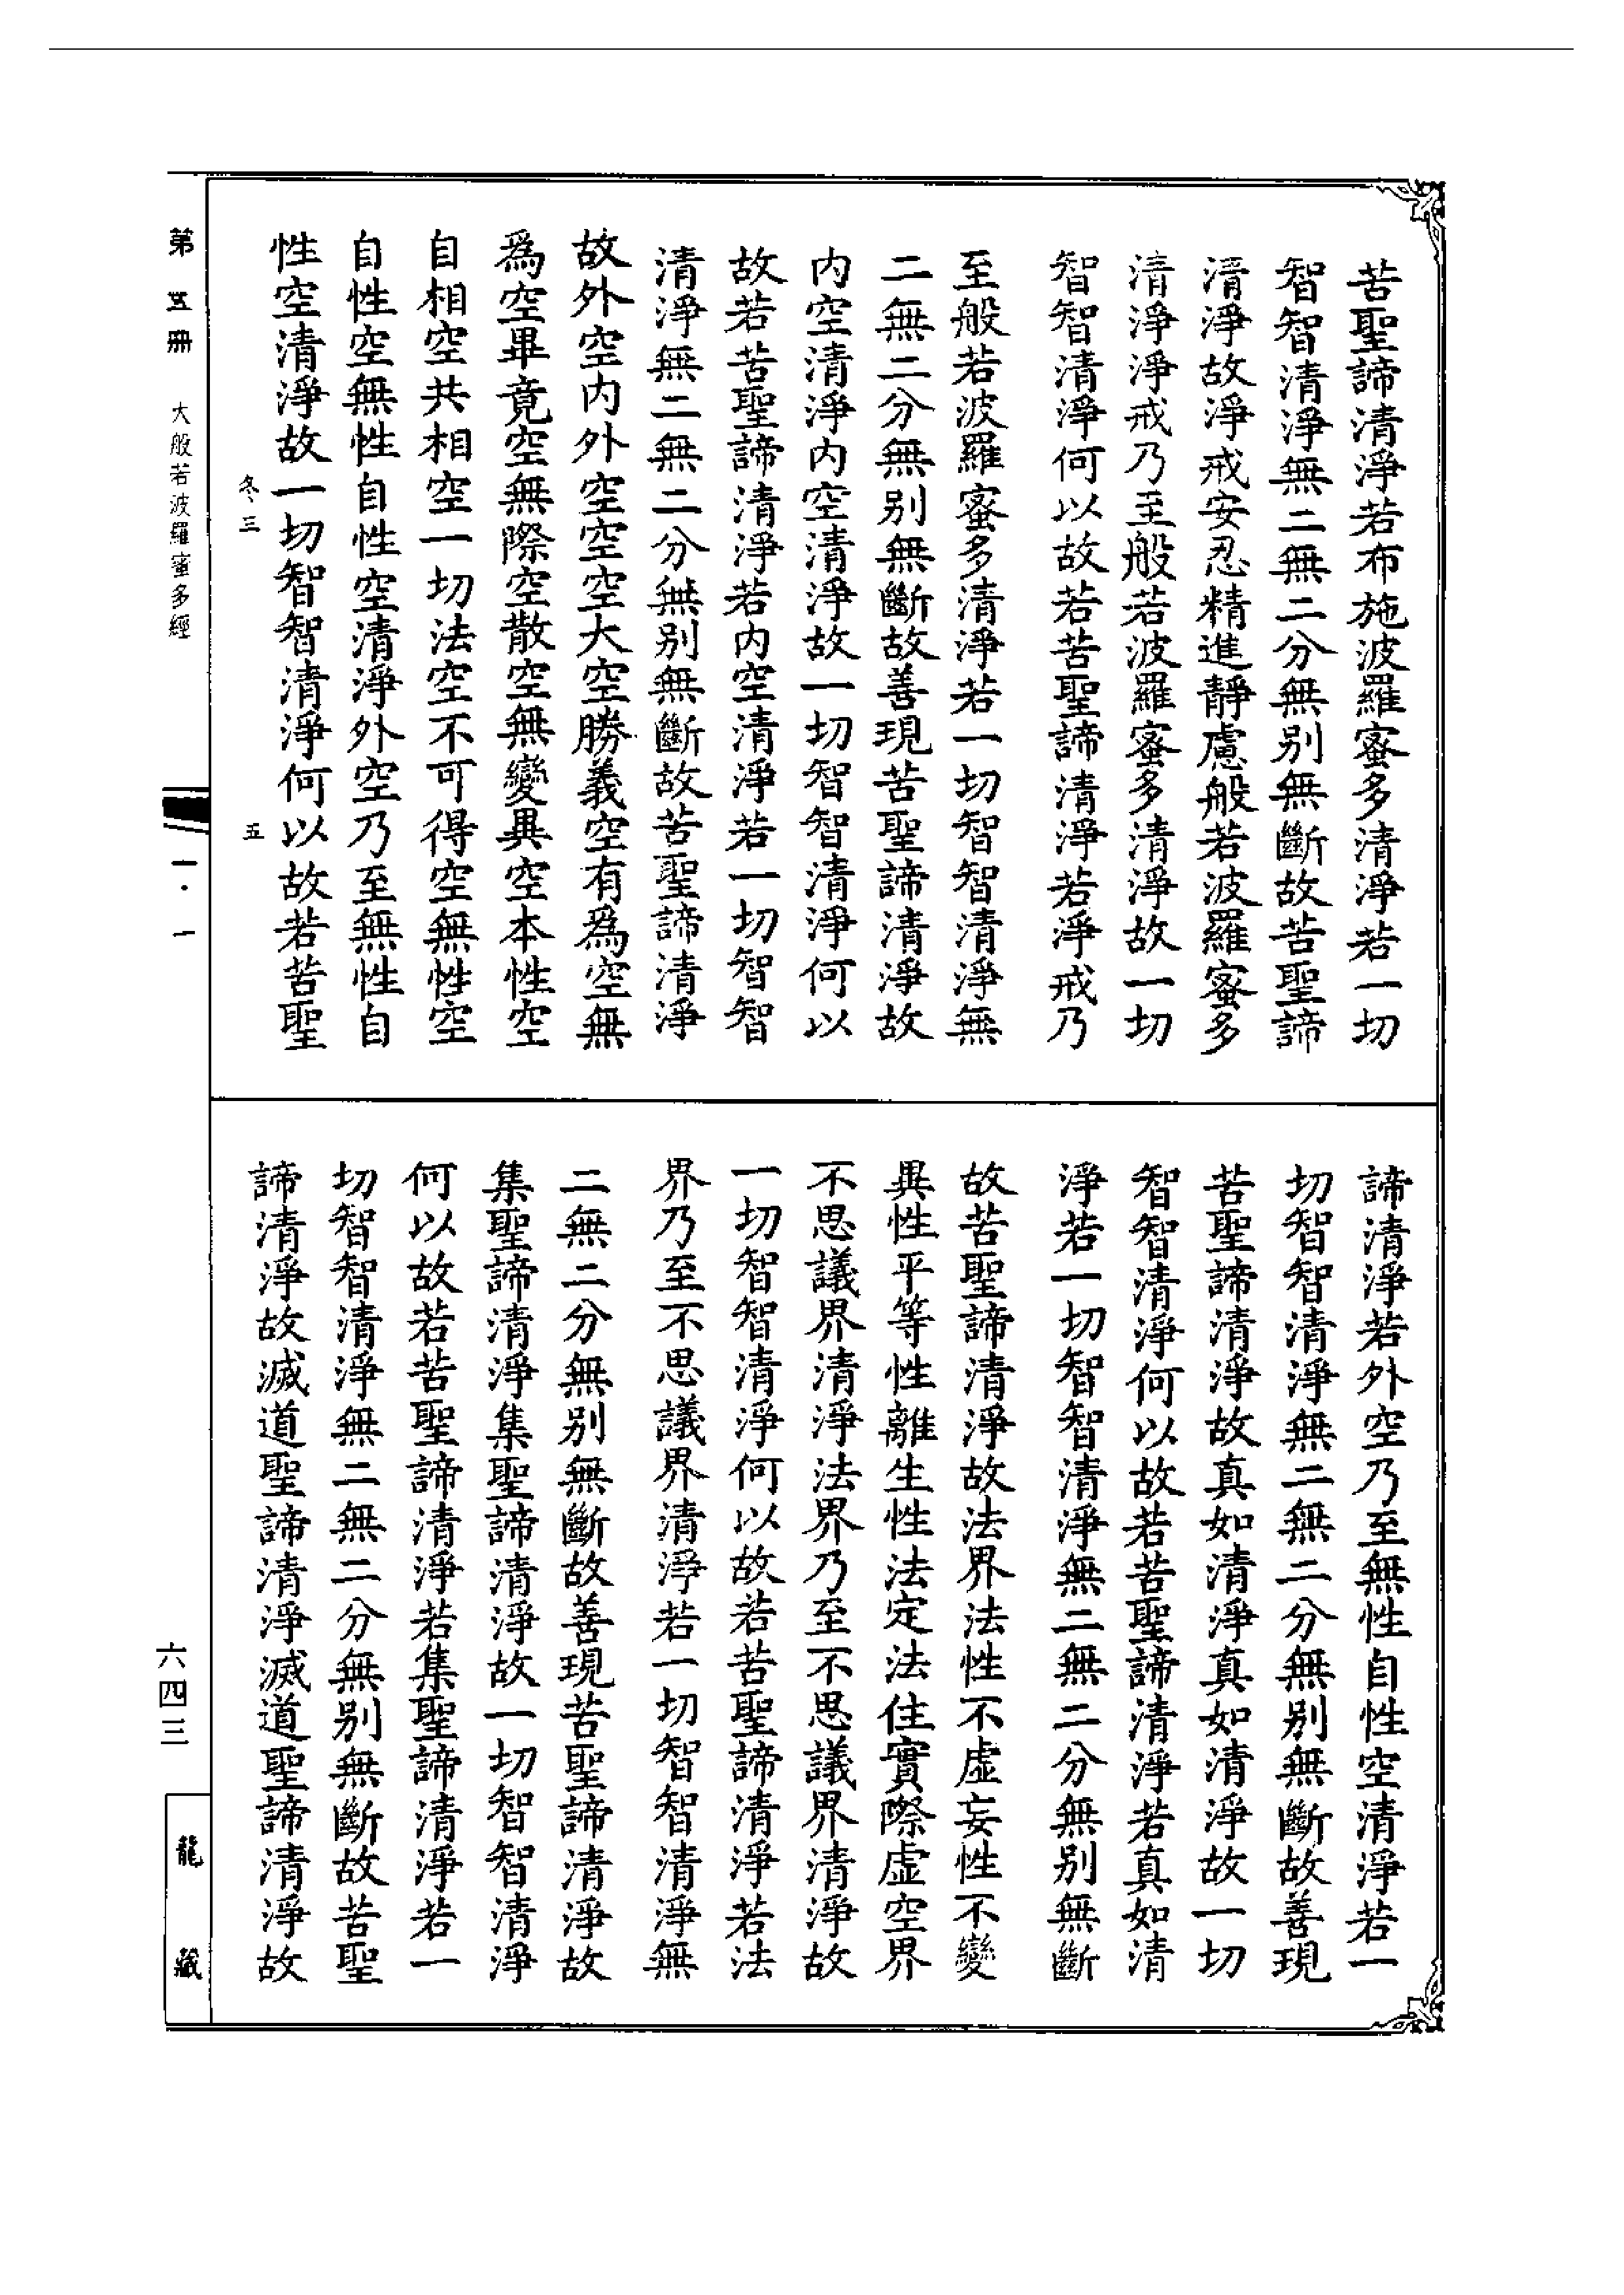 苦聖諦清淨若布施波羅蜜多清淨若一切
智智清淨無二無二分無别無斷故苦聖諦
清淨故淨戒安忍精進靜慮般若波羅蜜多
清淨淨戒乃至般若波羅蜜多清淨故一切
智智清淨何以故若苦聖諦清淨若淨戒乃
至般若波羅蜜多清淨若一切智智清淨無
二無二分無别無斷故善現苦聖諦清淨故
内空清淨内空清淨故一切智智清淨何以
故若苦聖諦清淨若内空清淨若一切智智
清淨無二無二分無别無斷故苦聖諦清淨
故外空内外空空空大空勝義空有爲空無
爲空畢竟空無際空散空無變異空本性空
自相空共相空一切法空不可得空無性空
自性空無性自性空清淨外空乃至無性自
性空清淨故一切智智清淨何以故若苦聖
冬三
五
諦清淨若外空乃至無性自性空清淨若一
切智智清淨無二無二分無别無斷故善現
苦聖諦清淨故真如清淨真如清淨故一切
智智清淨何以故若苦聖諦清淨若真如清
淨若一切智智清淨無二無二分無别無斷
故苦聖諦清淨故法界法性不虛妄性不變
異性平等性離生性法定法住實際虛空界
不思議界清淨法界乃至不思議界清淨故
一切智智清淨何以故若苦聖諦清淨若法
界乃至不思議界清淨若一切智智清淨無
二無二分無别無斷故善現苦聖諦清淨故
集聖諦清淨集聖諦清淨故一切智智清淨
何以故若苦聖諦清淨若集聖諦清淨若一
切智智清淨無二無二分無别無斷故苦聖
諦清淨故滅道聖諦清淨滅道聖諦清淨故
第五冊 大般若波羅蜜多經 一·一
六四三
龍藏